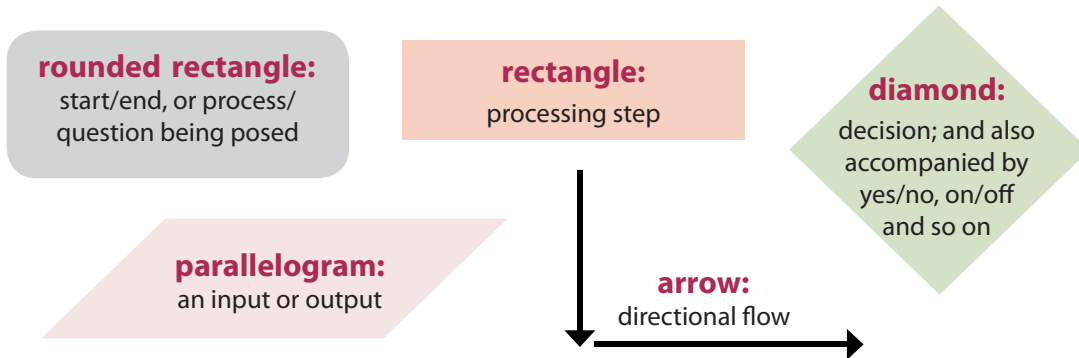 rounded rectangle:
start/end, or process/
question being posed
rectangle:
processing step
diamond:
decision; and also
accompanied by
yes/no, on/off
and so on
parallelogram:
an input or output
arrow:
directional flow